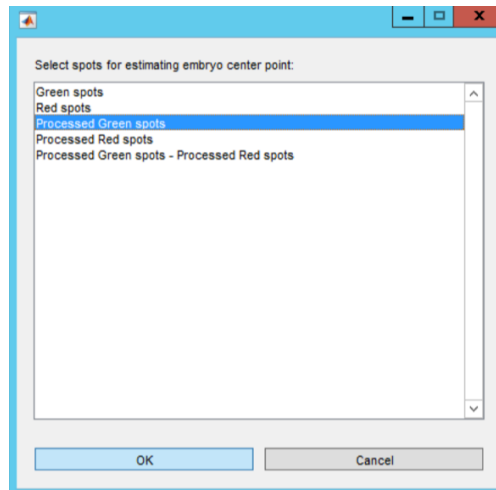 Select spots for estimating embryo center point:
Green spots
Red spots
Processed Green spots
Processed Red spots
Processed Green spots - Processed Red spots
OK Cancel